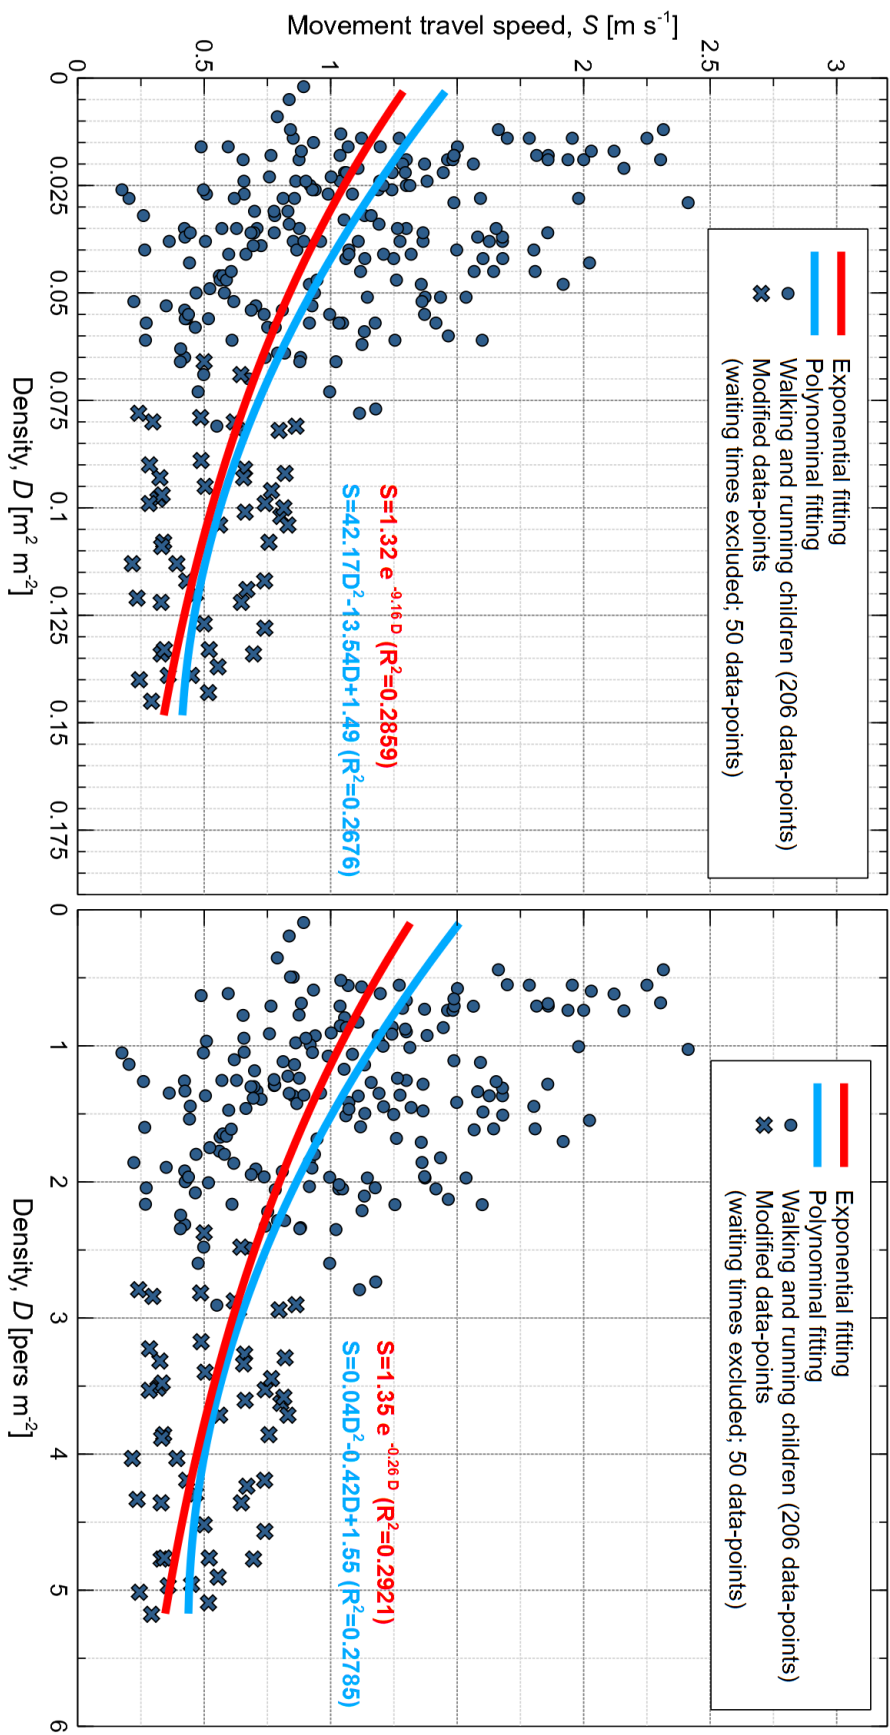 Movement travel speed, S [m s⁻¹]
0
0.5
1
1.5
2
2.5
3
Exponential fitting
Polynominal fitting
Walking and running children (206 data-points)
Modified data-points
(waiting times excluded; 50 data-points)
S=1.32 e ⁻⁹·¹⁶ ᴰ (R²=0.2859)
S=42.17D²-13.54D+1.49 (R²=0.2676)
0
0.025
0.05
0.075
0.1
0.125
0.15
0.175
Density, D [m² m⁻²]
Exponential fitting
Polynominal fitting
Walking and running children (206 data-points)
Modified data-points
(waiting times excluded; 50 data-points)
S=1.35 e ⁻⁰·²⁶ ᴰ (R²=0.2921)
S=0.04D²-0.42D+1.55 (R²=0.2785)
0
1
2
3
4
5
6
Density, D [pers m⁻²]